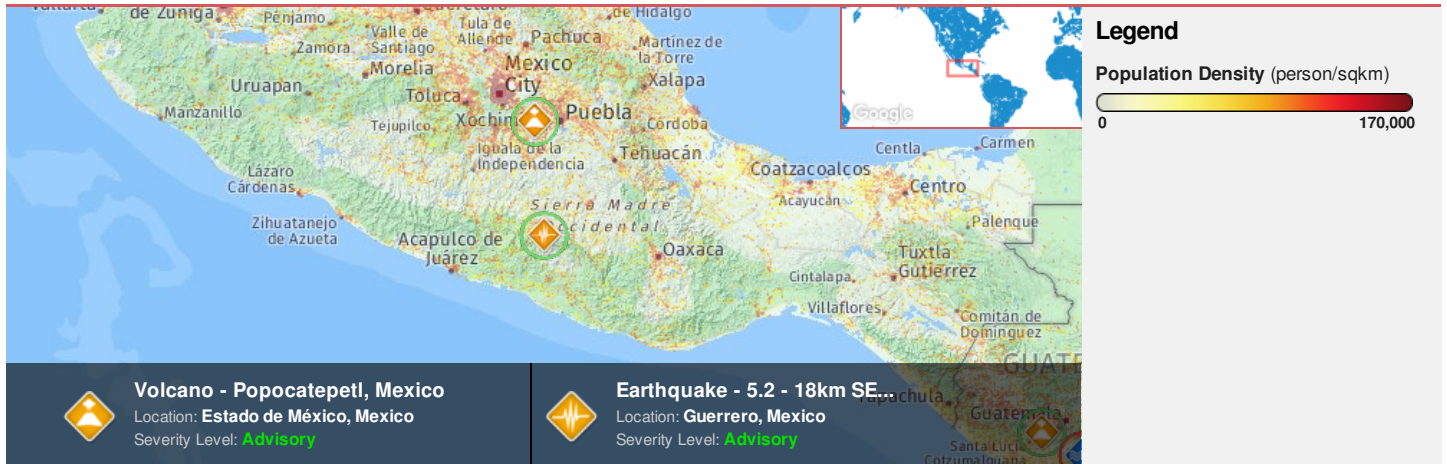 Vallarta
de Zúñiga
Pénjamo
Querétaro
de Hidalgo
Valle de
Santiago
Tula de
Allende
Pachuca
Martínez de
la Torre
Zamora
Morelia
Mexico
City
Xalapa
Uruapan
Toluca
Manzanillo
Tejupilco
Xochim
Puebla
Córdoba
Iguala de la
Independencia
Tehuacán
Lázaro
Cárdenas
Coatzacoalcos
Centla
Carmen
Centro
Acayucan
Sierra Madre
Occidental
Zihuatanejo
de Azueta
Acapulco de
Juárez
Oaxaca
Palenque
Tuxtla
Gutiérrez
Cintalapa
Villaflores
Comitán de
Domínguez
GUATE
Tapachula
Guatemala
Santa Lucía
Cotzumalguapa
Google
Legend
Population Density (person/sqkm)
0 170,000
Volcano - Popocatepetl, Mexico
Location: Estado de México, Mexico
Severity Level: Advisory
Earthquake - 5.2 - 18km SE...
Location: Guerrero, Mexico
Severity Level: Advisory